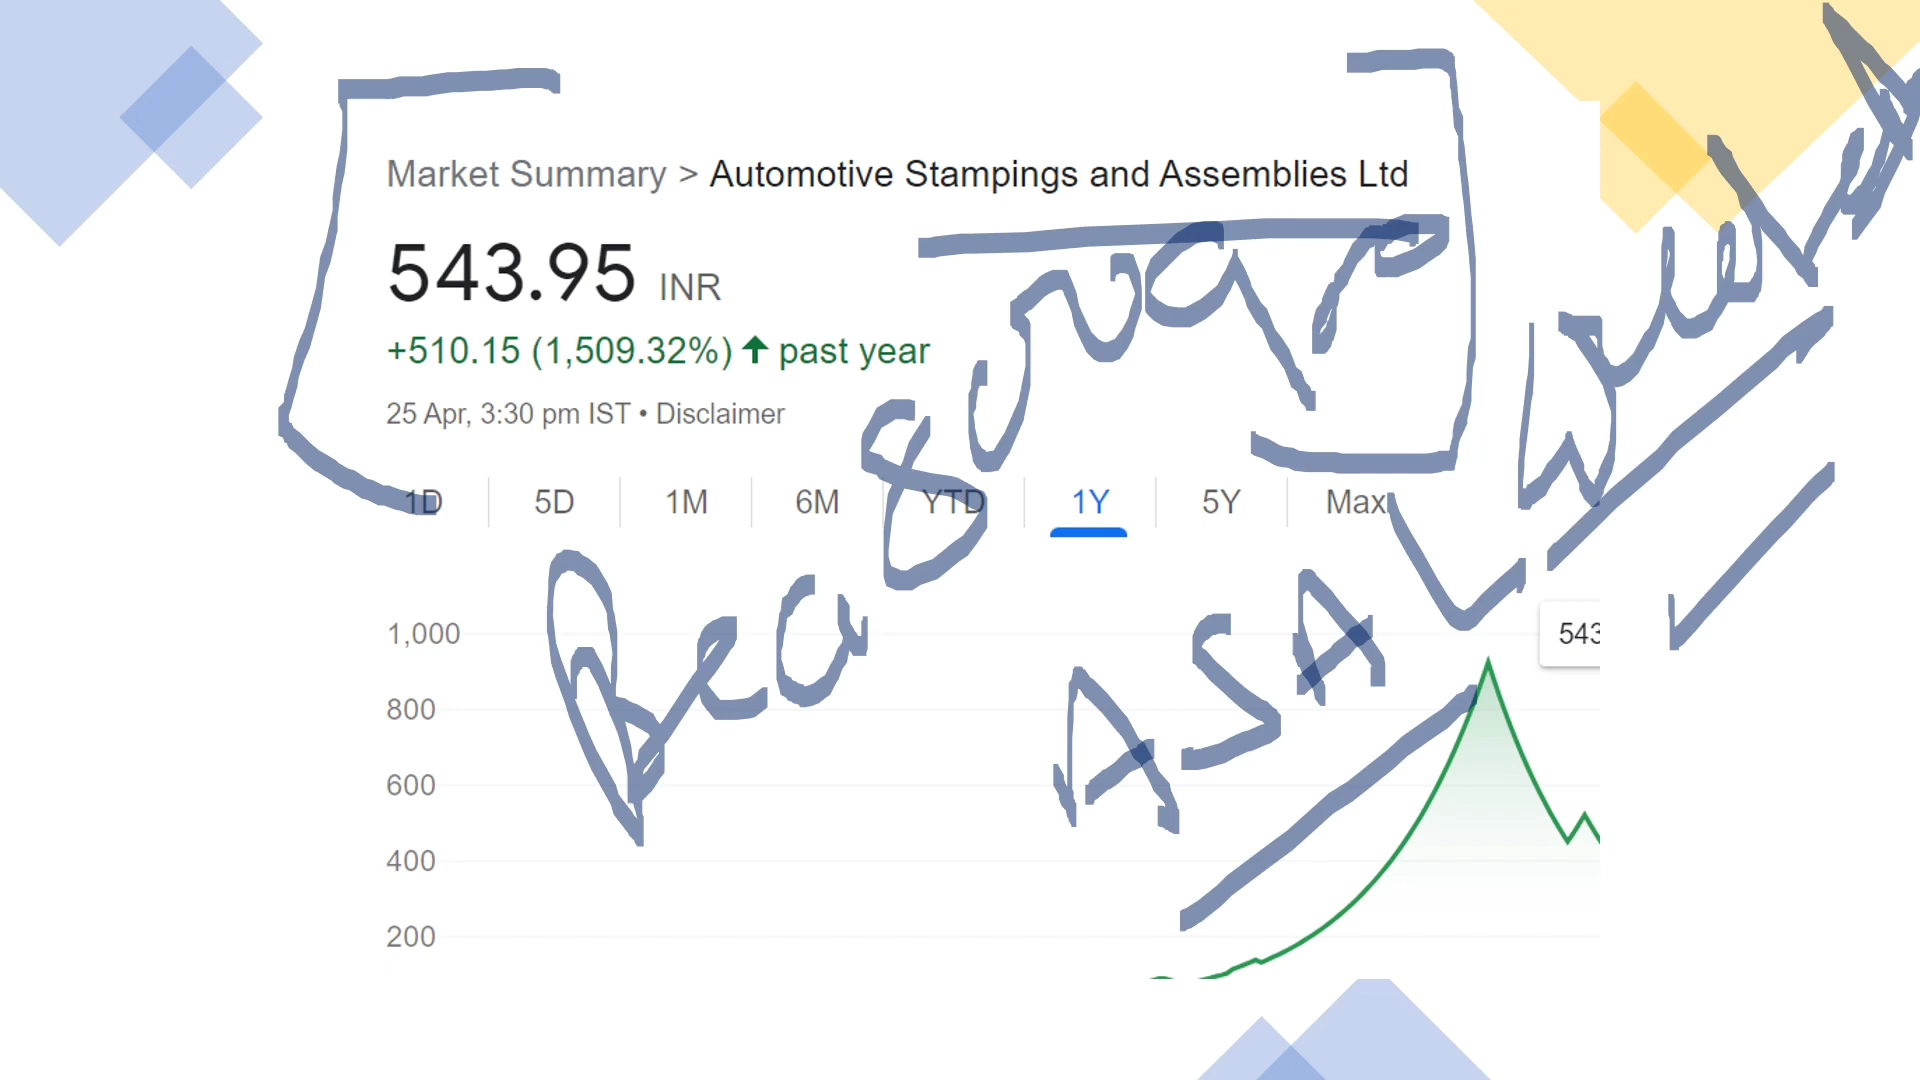 Market Summary > Automotive Stampings and Assemblies Ltd
543.95 INR
+510.15 (1,509.32%) ↑ past year
25 Apr, 3:30 pm IST • Disclaimer
1D 5D 1M 6M YTD 1Y 5Y Max
1,000
543
800
600
400
200
ASAL